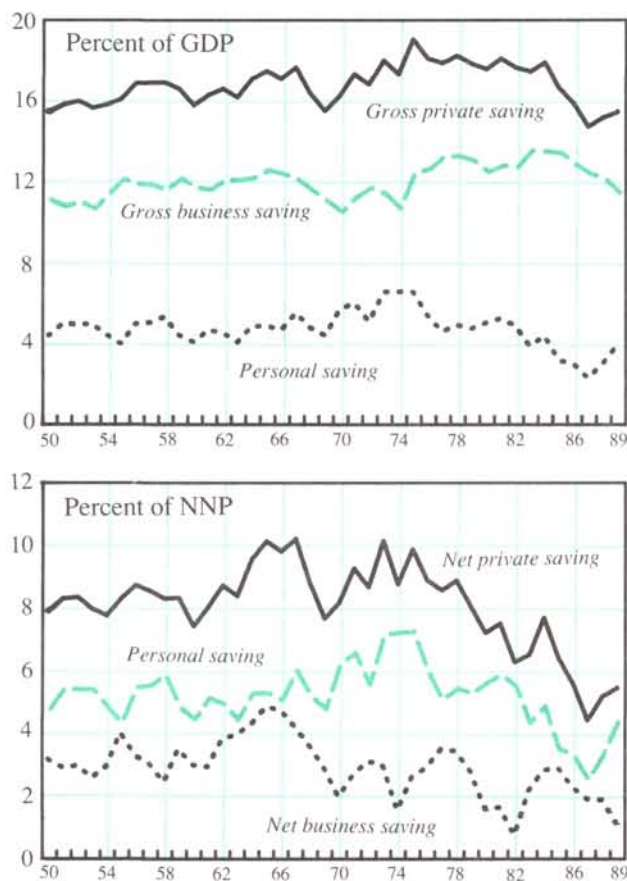 20
Percent of GDP
16
Gross private saving
12
Gross business saving
8
4
Personal saving
0
50 54 58 62 66 70 74 78 82 86 89
12
Percent of NNP
10
Net private saving
8
Personal saving
6
4
2
Net business saving
0
50 54 58 62 66 70 74 78 82 86 89